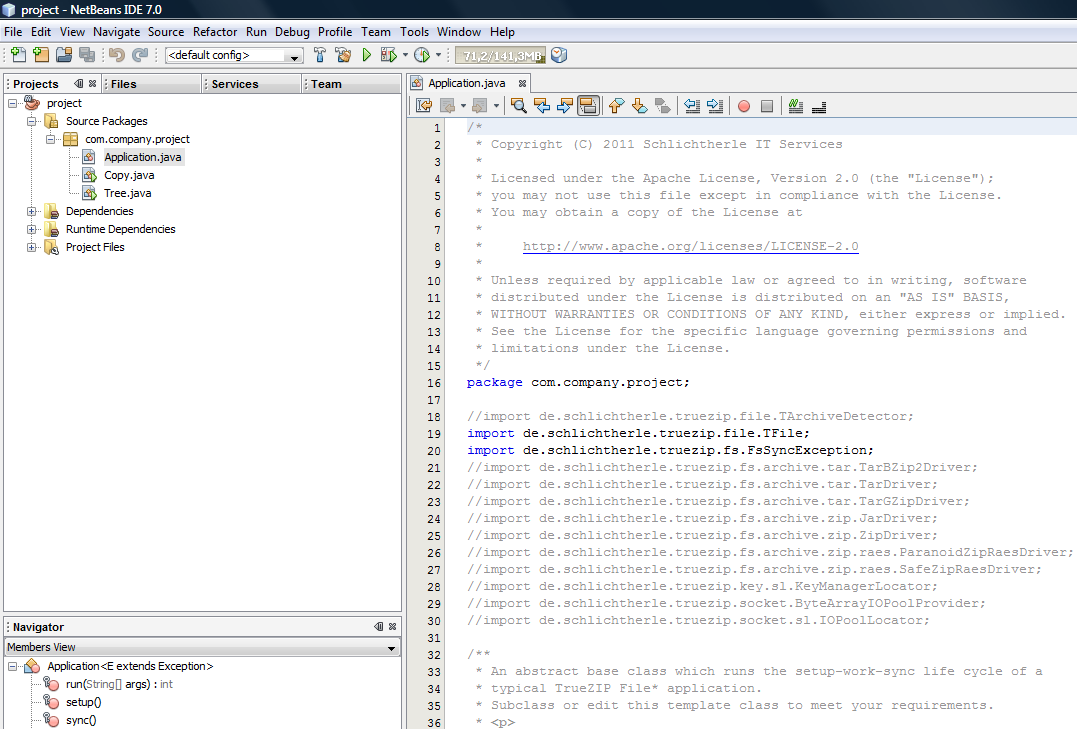 project - NetBeans IDE 7.0
File Edit View Navigate Source Refactor Run Debug Profile Team Tools Window Help
<default config>
71,2/141,3MB
Projects
Files
Services
Team
project
Source Packages
com.company.project
Application.java
Copy.java
Tree.java
Dependencies
Runtime Dependencies
Project Files
Navigator
Members View
Application<E extends Exception>
run(String[] args) : int
setup()
sync()
Application.java
1 /*
2  * Copyright (C) 2011 Schlichtherle IT Services
3  *
4  * Licensed under the Apache License, Version 2.0 (the "License");
5  * you may not use this file except in compliance with the License.
6  * You may obtain a copy of the License at
7  *
8  *     http://www.apache.org/licenses/LICENSE-2.0
9  *
10  * Unless required by applicable law or agreed to in writing, software
11  * distributed under the License is distributed on an "AS IS" BASIS,
12  * WITHOUT WARRANTIES OR CONDITIONS OF ANY KIND, either express or implied.
13  * See the License for the specific language governing permissions and
14  * limitations under the License.
15  */
16 package com.company.project;
17
18 //import de.schlichtherle.truezip.file.TArchiveDetector;
19 import de.schlichtherle.truezip.file.TFile;
20 import de.schlichtherle.truezip.fs.FsSyncException;
21 //import de.schlichtherle.truezip.fs.archive.tar.TarBZip2Driver;
22 //import de.schlichtherle.truezip.fs.archive.tar.TarDriver;
23 //import de.schlichtherle.truezip.fs.archive.tar.TarGZipDriver;
24 //import de.schlichtherle.truezip.fs.archive.zip.JarDriver;
25 //import de.schlichtherle.truezip.fs.archive.zip.ZipDriver;
26 //import de.schlichtherle.truezip.fs.archive.zip.raes.ParanoidZipRaesDriver;
27 //import de.schlichtherle.truezip.fs.archive.zip.raes.SafeZipRaesDriver;
28 //import de.schlichtherle.truezip.key.sl.KeyManagerLocator;
29 //import de.schlichtherle.truezip.socket.ByteArrayIOPoolProvider;
30 //import de.schlichtherle.truezip.socket.sl.IOPoolLocator;
31
32 /**
33  * An abstract base class which runs the setup-work-sync life cycle of a
34  * typical TrueZIP File* application.
35  * Subclass or edit this template class to meet your requirements.
36  * <p>